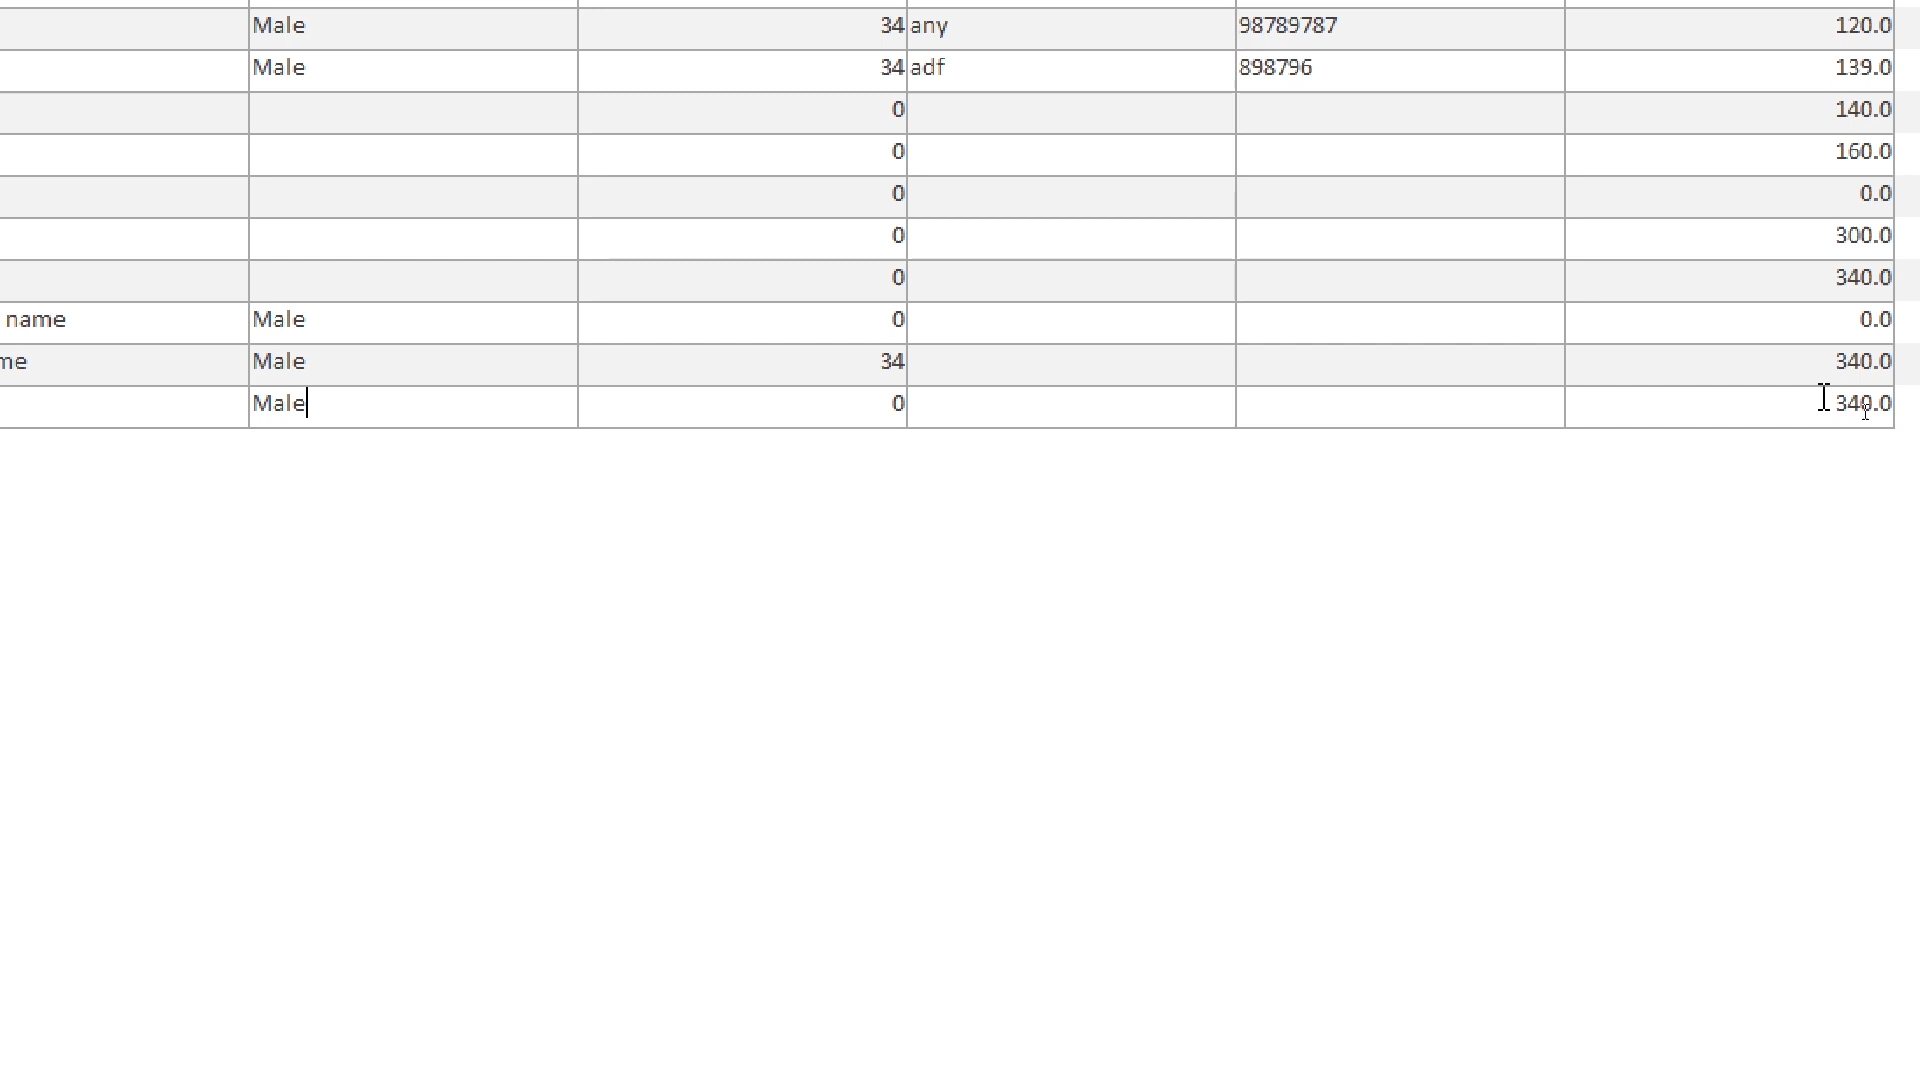 Male 34 any 98789787 120.0
Male 34 adf 898796 139.0
0 140.0
0 160.0
0 0.0
0 300.0
0 340.0
name Male 0 0.0
me Male 34 340.0
Male 0 340.0